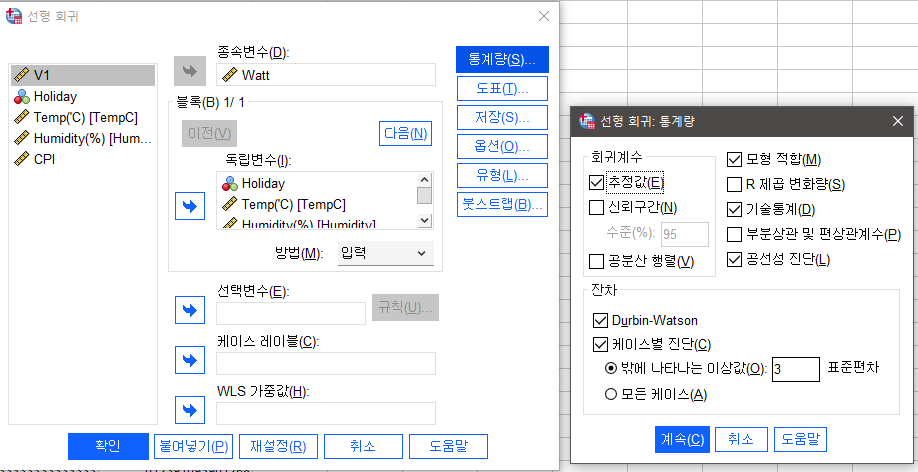 선형 회귀
V1
Holiday
Temp('C) [TempC]
Humidity(%) [Hum...
CPI
종속변수(D):
Watt
블록(B) 1/ 1
이전(V)
다음(N)
독립변수(I):
Holiday
Temp('C) [TempC]
Humidity(%) [Humidity]
방법(M):
입력
선택변수(E):
규칙(U)...
케이스 레이블(C):
WLS 가중값(H):
통계량(S)...
도표(T)...
저장(S)...
옵션(O)...
유형(L)...
붓스트랩(B)...
확인
붙여넣기(P)
재설정(R)
취소
도움말
선형 회귀: 통계량
회귀계수
추정값(E)
신뢰구간(N)
수준(%):
95
공분산 행렬(V)
모형 적합(M)
R 제곱 변화량(S)
기술통계(D)
부분상관 및 편상관계수(P)
공선성 진단(L)
잔차
Durbin-Watson
케이스별 진단(C)
밖에 나타나는 이상값(O):
3
표준편차
모든 케이스(A)
계속(C)
취소
도움말